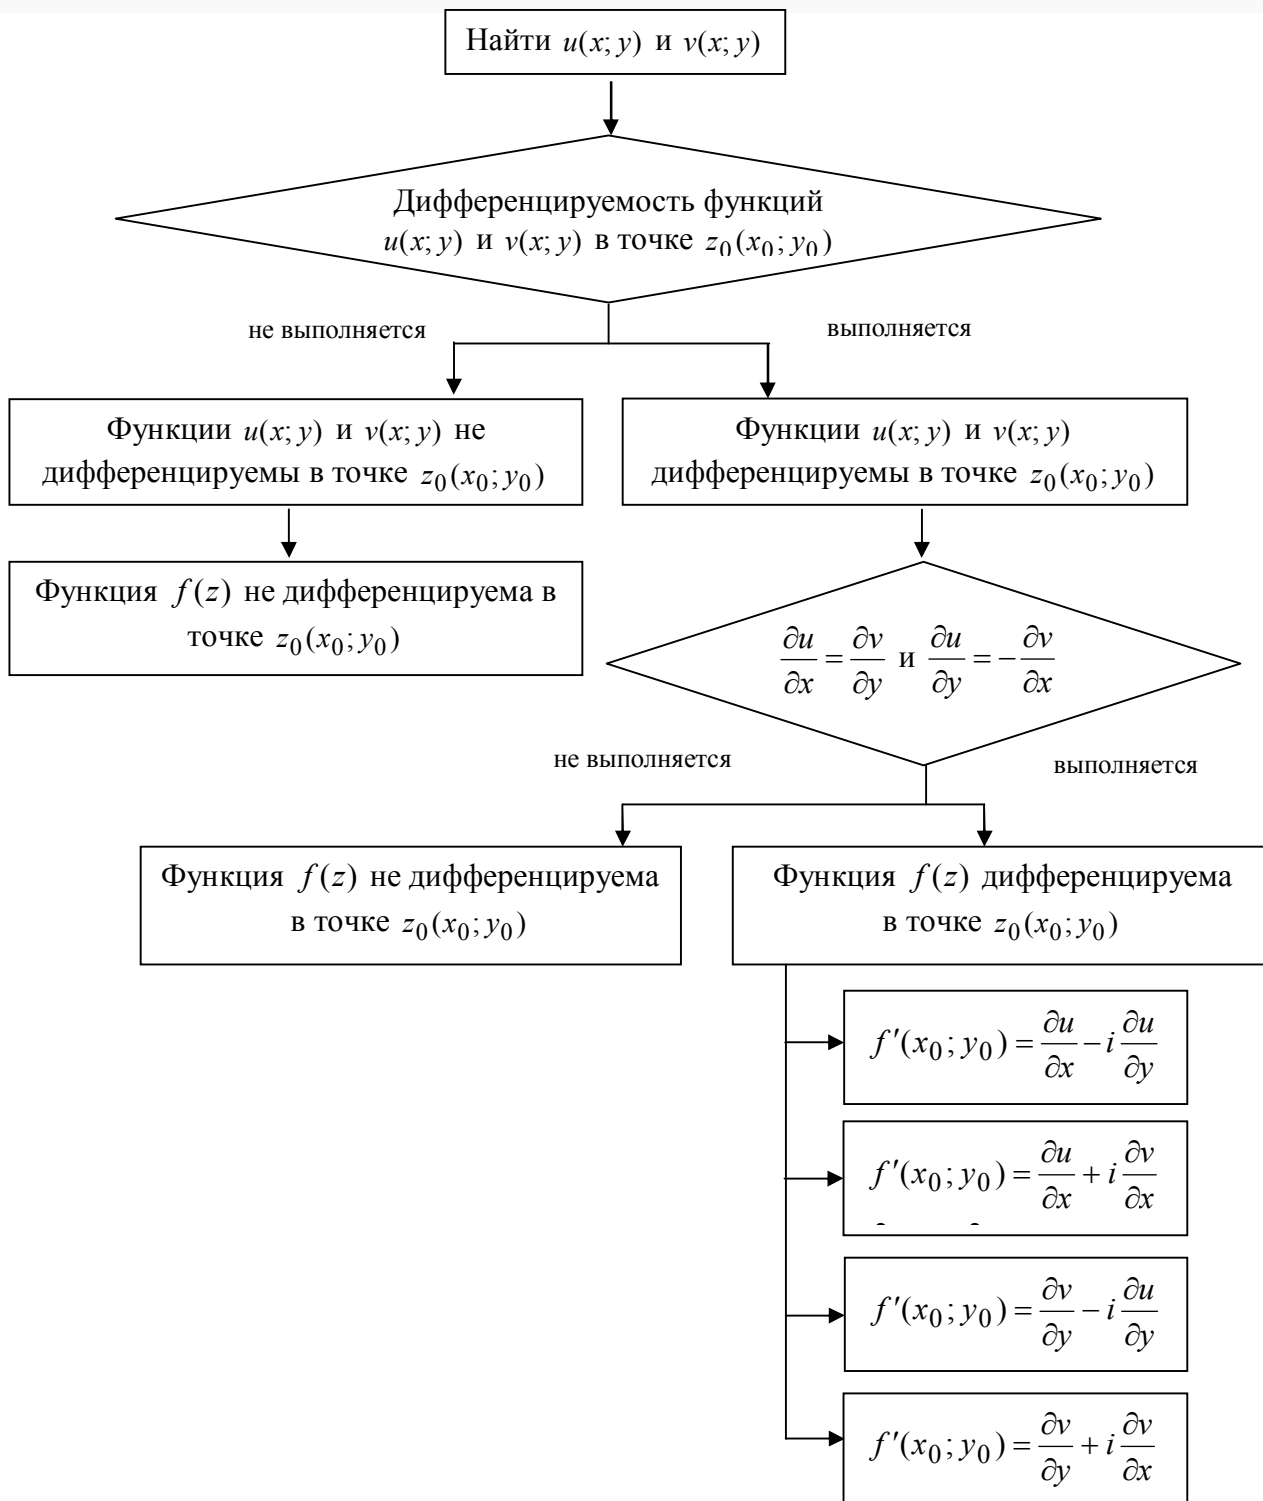 Найти u(x; y) и v(x; y)
Дифференцируемость функций
u(x; y) и v(x; y) в точке z₀(x₀; y₀)
не выполняется
выполняется
Функции u(x; y) и v(x; y) не
дифференцируемы в точке z₀(x₀; y₀)
Функции u(x; y) и v(x; y)
дифференцируемы в точке z₀(x₀; y₀)
Функция f(z) не дифференцируема в
точке z₀(x₀; y₀)
∂u/∂x = ∂v/∂y и ∂u/∂y = −∂v/∂x
не выполняется
выполняется
Функция f(z) не дифференцируема
в точке z₀(x₀; y₀)
Функция f(z) дифференцируема
в точке z₀(x₀; y₀)
f′(x₀; y₀) = ∂u/∂x − i ∂u/∂y
f′(x₀; y₀) = ∂u/∂x + i ∂v/∂x
f′(x₀; y₀) = ∂v/∂y − i ∂u/∂y
f′(x₀; y₀) = ∂v/∂y + i ∂v/∂x